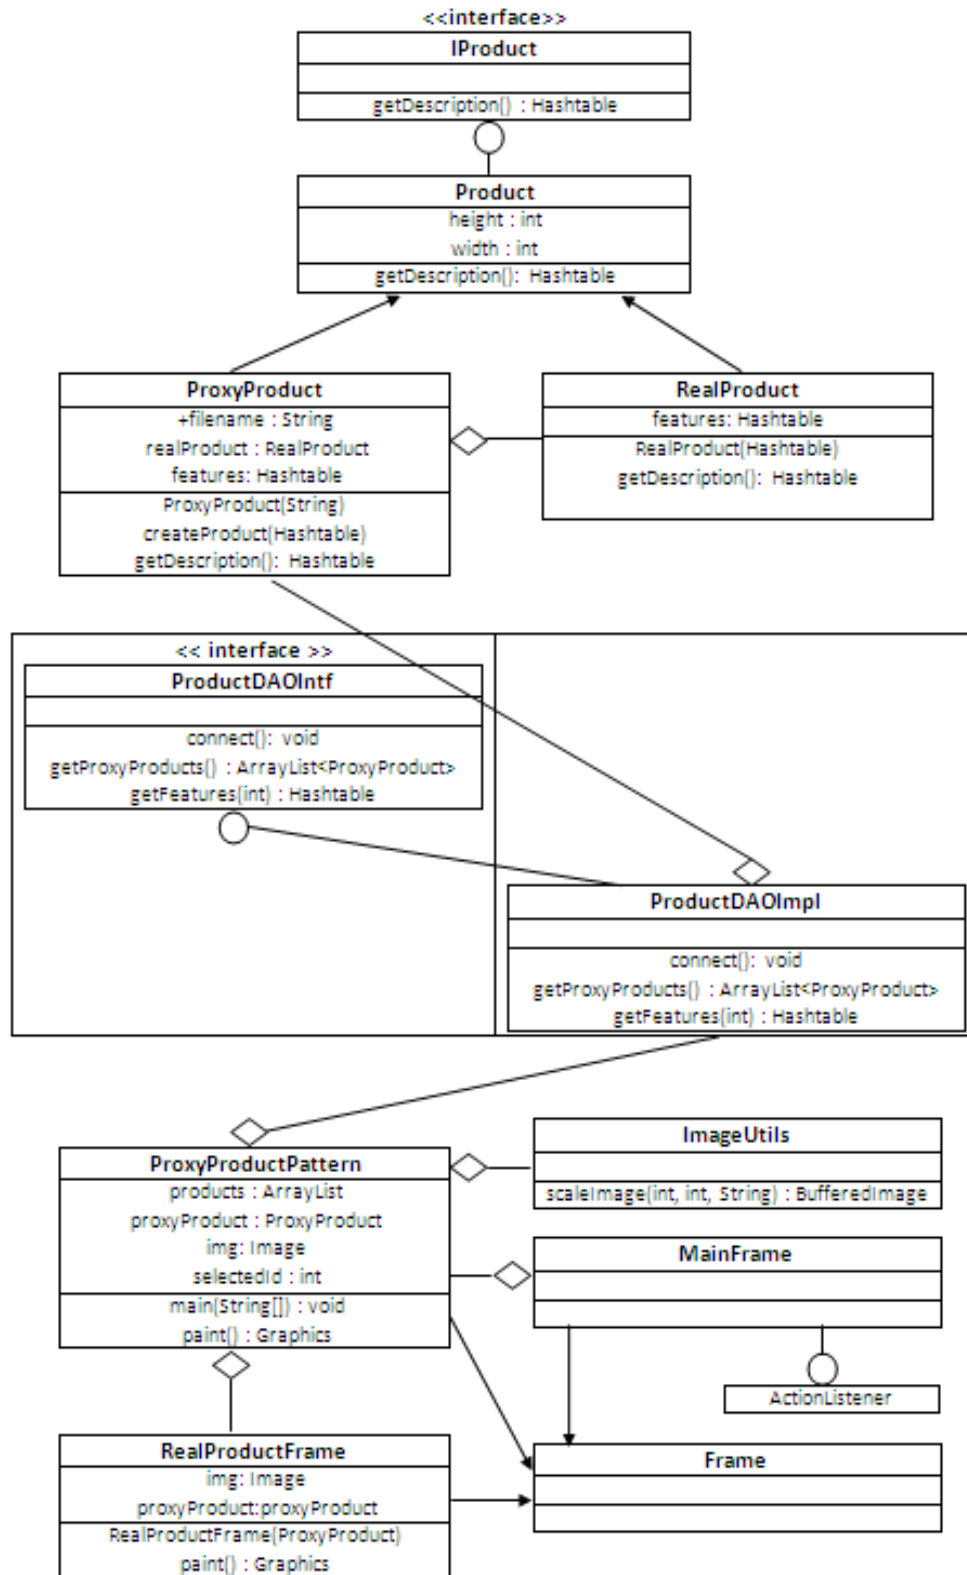 <<interface>>
IProduct
getDescription() : Hashtable
Product
height : int
width : int
getDescription(): Hashtable
ProxyProduct
+filename : String
realProduct : RealProduct
features: Hashtable
ProxyProduct(String)
createProduct(Hashtable)
getDescription(): Hashtable
RealProduct
features: Hashtable
RealProduct(Hashtable)
getDescription(): Hashtable
<< interface >>
ProductDAOIntf
connect(): void
getProxyProducts() : ArrayList<ProxyProduct>
getFeatures(int) : Hashtable
ProductDAOImpl
connect(): void
getProxyProducts() : ArrayList<ProxyProduct>
getFeatures(int) : Hashtable
ProxyProductPattern
products : ArrayList
proxyProduct : ProxyProduct
img: Image
selectedId : int
main(String[]) : void
paint() : Graphics
ImageUtils
scaleImage(int, int, String) : BufferedImage
MainFrame
ActionListener
RealProductFrame
img: Image
proxyProduct:proxyProduct
RealProductFrame(ProxyProduct)
paint() : Graphics
Frame